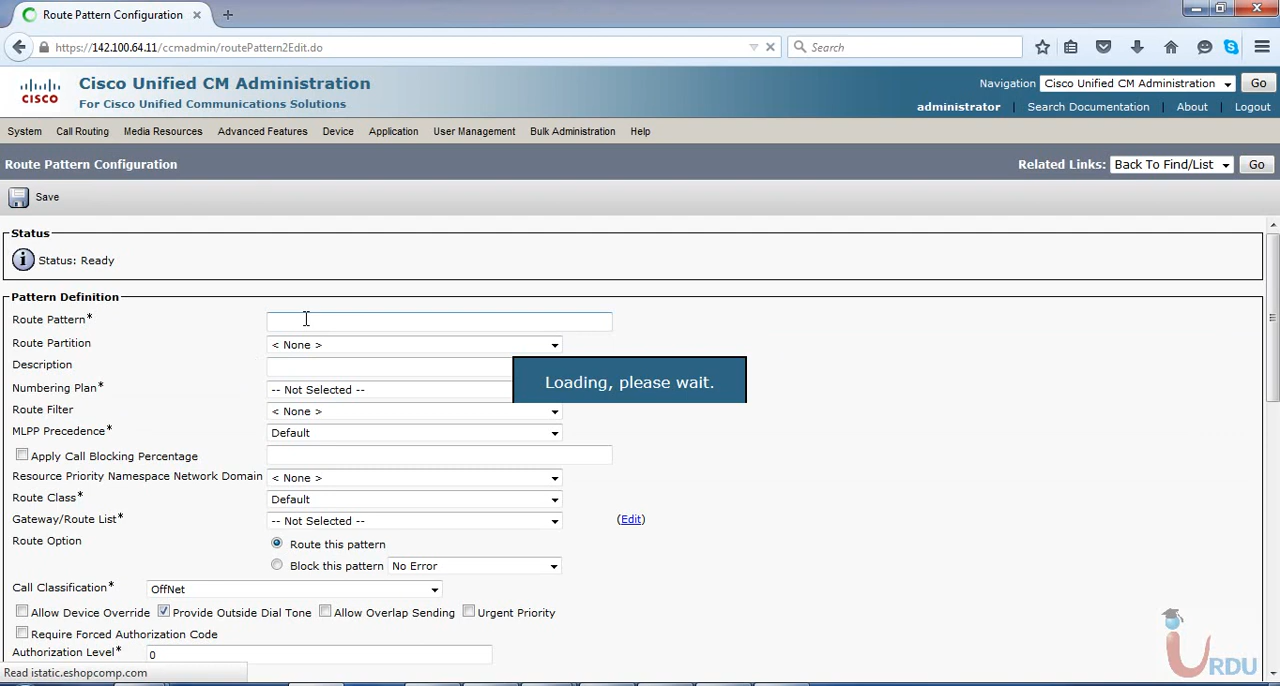 Route Pattern Configuration
https://142.100.64.11/ccmadmin/routePattern2Edit.do
Search
CISCO
Cisco Unified CM Administration
For Cisco Unified Communications Solutions
Navigation Cisco Unified CM Administration Go
administrator | Search Documentation | About | Logout
System Call Routing Media Resources Advanced Features Device Application User Management Bulk Administration Help
Route Pattern Configuration
Related Links: Back To Find/List Go
Save
Status
Status: Ready
Pattern Definition
Route Pattern*
Route Partition < None >
Description
Loading, please wait.
Numbering Plan* -- Not Selected --
Route Filter < None >
MLPP Precedence* Default
Apply Call Blocking Percentage
Resource Priority Namespace Network Domain < None >
Route Class* Default
Gateway/Route List* -- Not Selected -- (Edit)
Route Option Route this pattern
Block this pattern No Error
Call Classification* OffNet
Allow Device Override Provide Outside Dial Tone Allow Overlap Sending Urgent Priority
Require Forced Authorization Code
Authorization Level* 0
Read istatic.eshopcomp.com
URDU